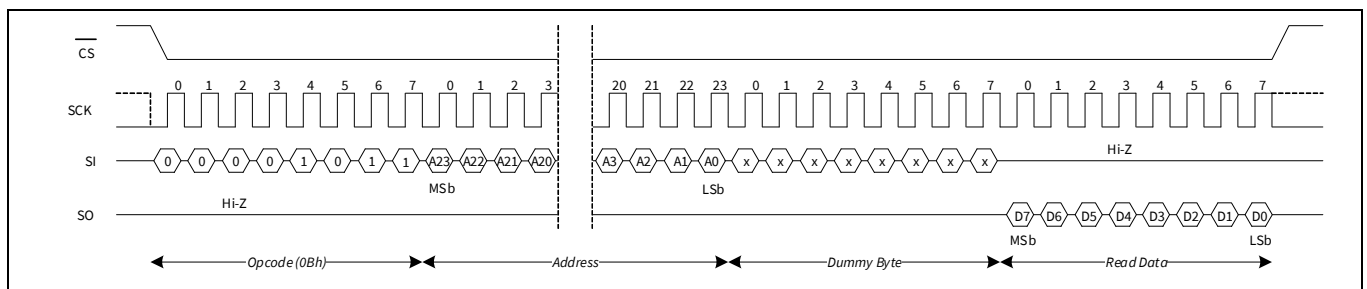 CS
SCK 0 1 2 3 4 5 6 7 0 1 2 3 20 21 22 23 0 1 2 3 4 5 6 7 0 1 2 3 4 5 6 7
SI 0 0 0 0 1 0 1 1 A23 A22 A21 A20 A3 A2 A1 A0 x x x x x x x x Hi-Z
MSb LSb
Hi-Z
SO D7 D6 D5 D4 D3 D2 D1 D0
MSb LSb
Opcode (0Bh) Address Dummy Byte Read Data